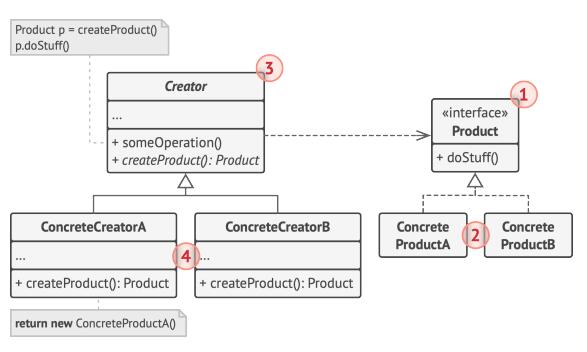 Product p = createProduct()
p.doStuff()
3
Creator
...
+ someOperation()
+ createProduct(): Product
1
«interface»
Product
+ doStuff()
ConcreteCreatorA
...
+ createProduct(): Product
4
ConcreteCreatorB
...
+ createProduct(): Product
Concrete
ProductA
2
Concrete
ProductB
return new ConcreteProductA()